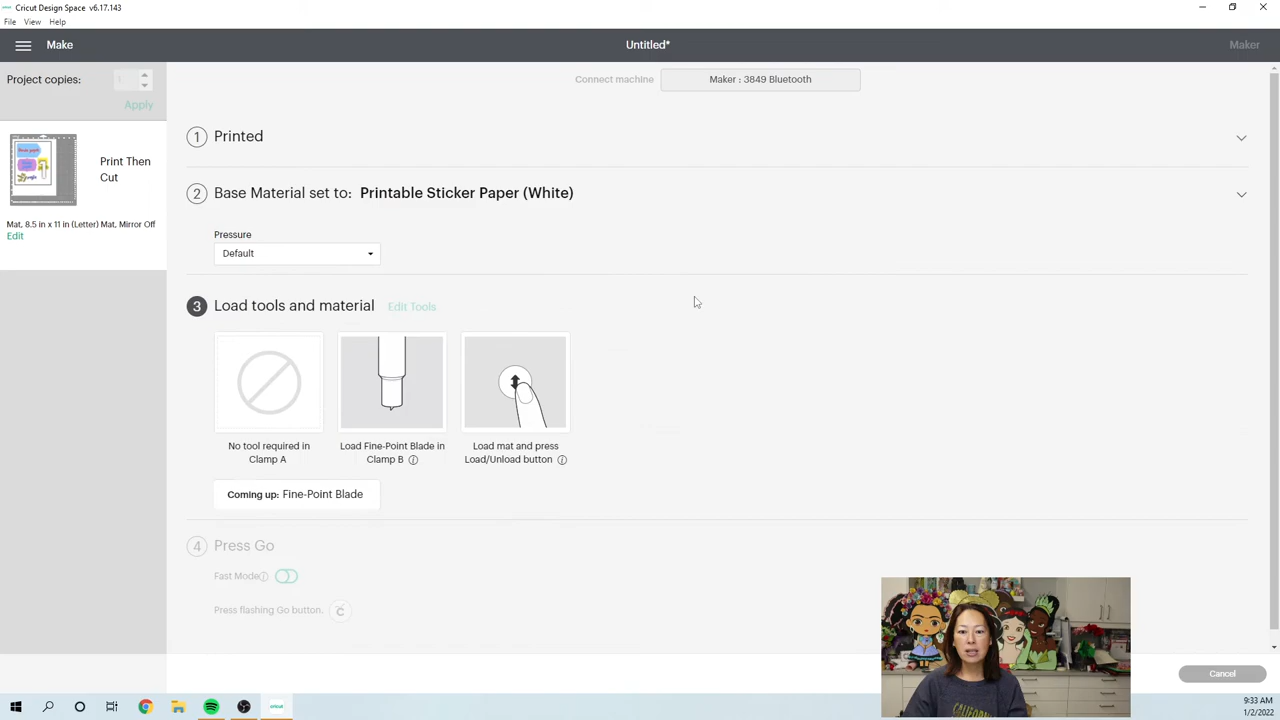 Cricut Design Space v6.17.143
File View Help
Make
Untitled*
Maker
Project copies:
1
Apply
Connect machine
Maker : 3849 Bluetooth
Print Then
Cut
Mat, 8.5 in x 11 in (Letter) Mat, Mirror Off
Edit
1 Printed
2 Base Material set to: Printable Sticker Paper (White)
Pressure
Default
3 Load tools and material Edit Tools
No tool required in
Clamp A
Load Fine-Point Blade in
Clamp B
Load mat and press
Load/Unload button
Coming up: Fine-Point Blade
4 Press Go
Fast Mode
Press flashing Go button.
Cancel
CALIFORNIA
9:33 AM
1/2/2022